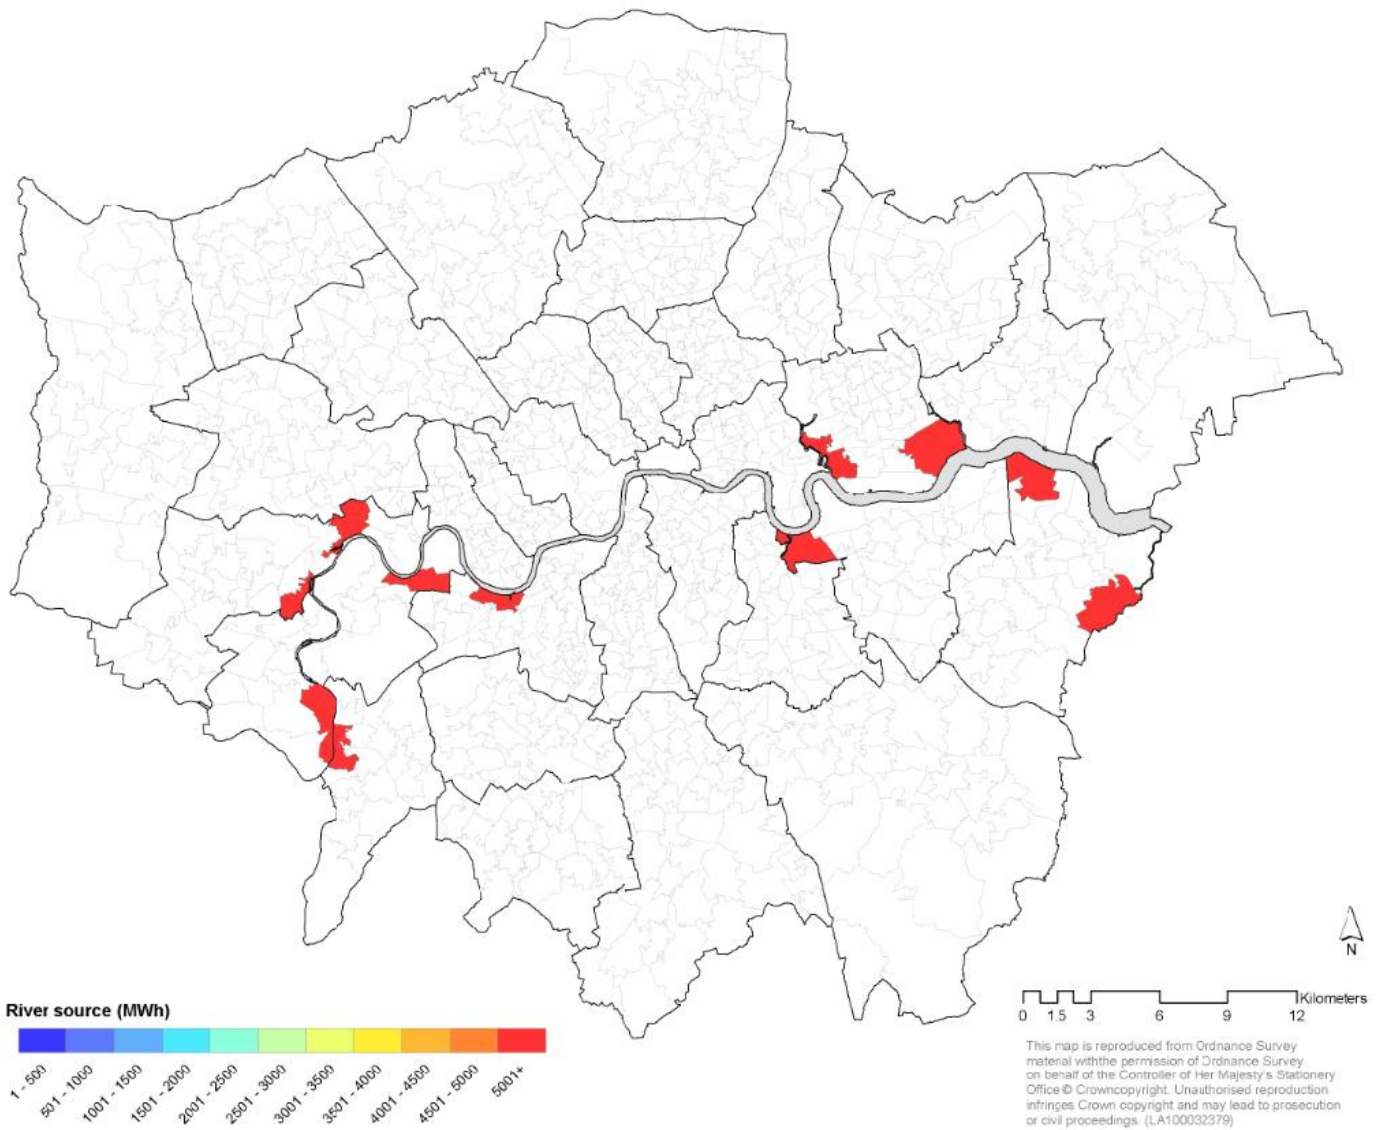 River source (MWh)
1 - 500
501 - 1000
1001 - 1500
1501 - 2000
2001 - 2500
2501 - 3000
3001 - 3500
3501 - 4000
4001 - 4500
4501 - 5000
5001+
N
Kilometers
0 1.5 3 6 9 12
This map is reproduced from Ordnance Survey
material withthe permission of Ordnance Survey
on behalf of the Controller of Her Majesty's Stationery
Office © Crowncopyright. Unauthorised reproduction
infringes Crown copyright and may lead to prosecution
or civil proceedings. (LA100032379)